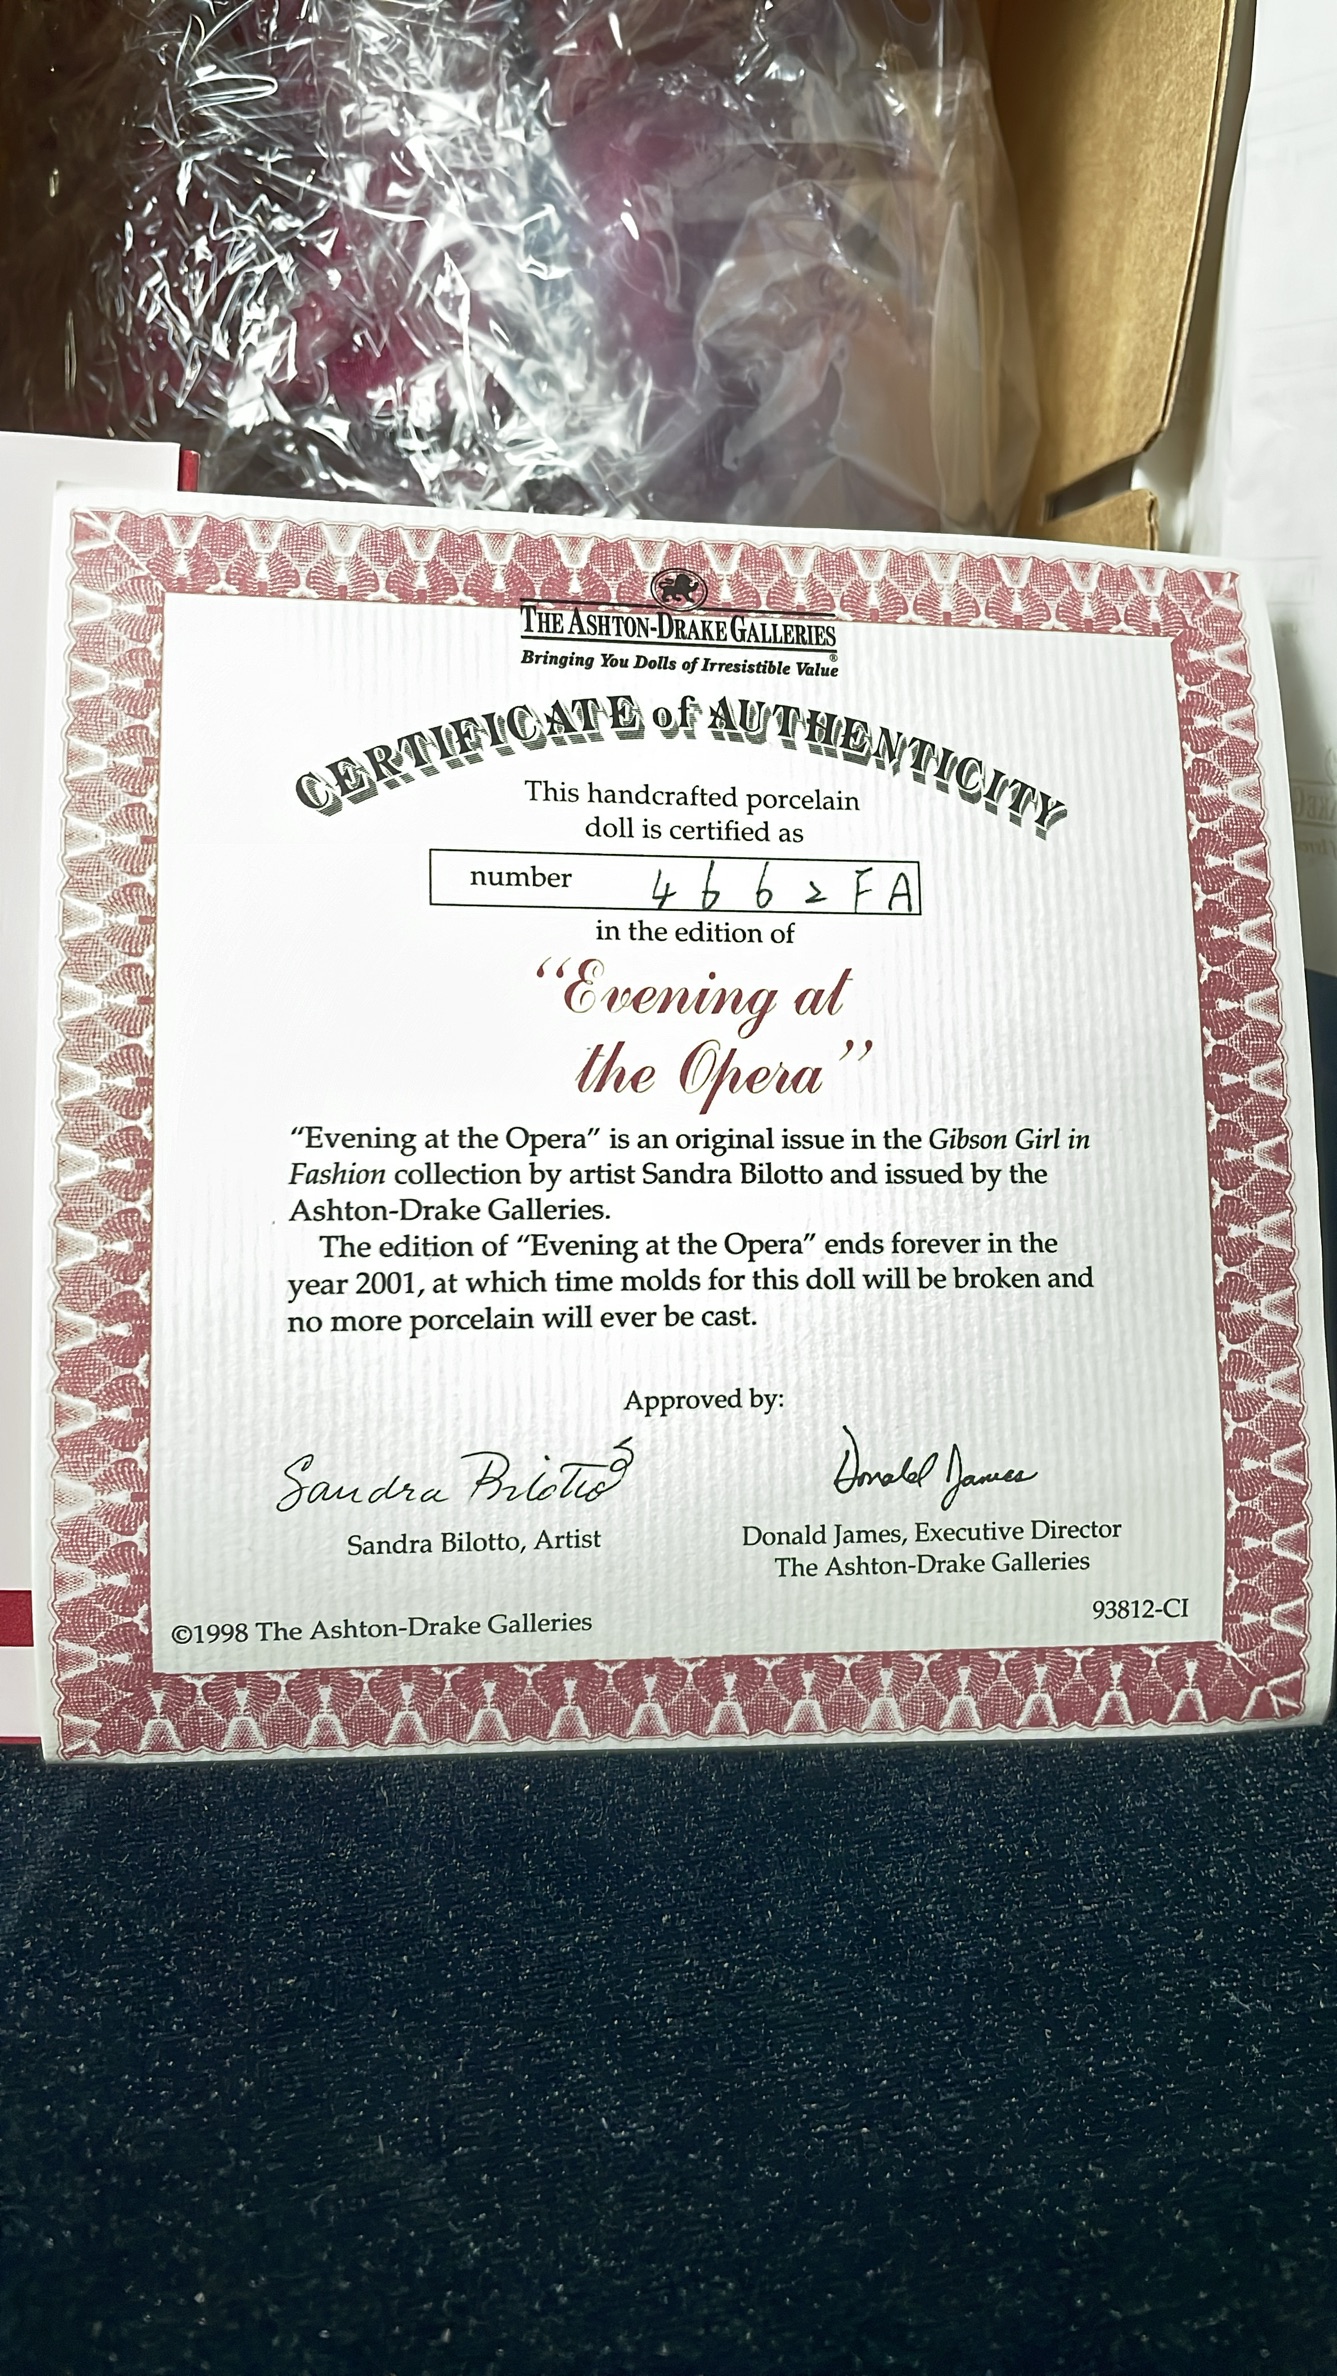 THE ASHTON-DRAKE GALLERIES
Bringing You Dolls of Irresistible Value®
CERTIFICATE of AUTHENTICITY
This handcrafted porcelain
doll is certified as
number 4662FA
in the edition of
“Evening at
the Opera”
“Evening at the Opera” is an original issue in the Gibson Girl in
Fashion collection by artist Sandra Bilotto and issued by the
Ashton-Drake Galleries.
The edition of “Evening at the Opera” ends forever in the
year 2001, at which time molds for this doll will be broken and
no more porcelain will ever be cast.
Approved by:
Sandra Bilotto
Donald James
Sandra Bilotto, Artist
Donald James, Executive Director
The Ashton-Drake Galleries
©1998 The Ashton-Drake Galleries
93812-CI